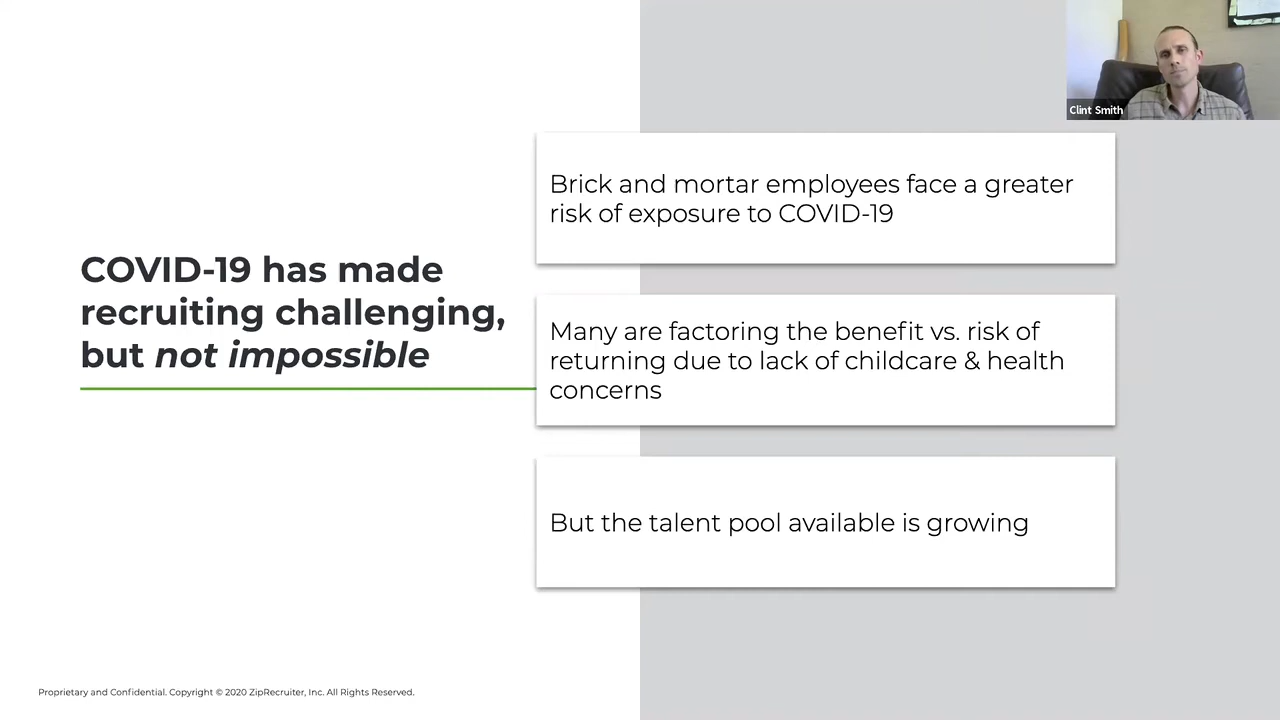 Clint Smith
COVID-19 has made
recruiting challenging,
but not impossible
Brick and mortar employees face a greater
risk of exposure to COVID-19
Many are factoring the benefit vs. risk of
returning due to lack of childcare & health
concerns
But the talent pool available is growing
Proprietary and Confidential. Copyright © 2020 ZipRecruiter, Inc. All Rights Reserved.